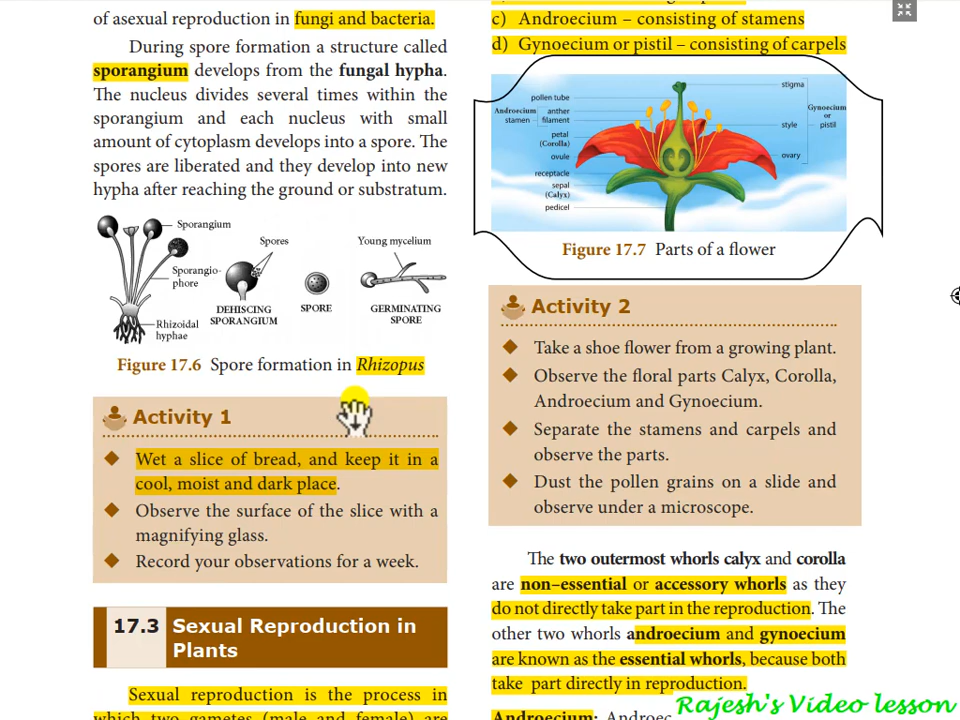 of asexual reproduction in fungi and bacteria.
During spore formation a structure called
sporangium develops from the fungal hypha.
The nucleus divides several times within the
sporangium and each nucleus with small
amount of cytoplasm develops into a spore. The
spores are liberated and they develop into new
hypha after reaching the ground or substratum.
Sporangium
Spores
Young mycelium
Sporangio-
phore
DEHISCING
SPORANGIUM
SPORE
GERMINATING
SPORE
Rhizoidal
hyphae
Figure 17.6 Spore formation in Rhizopus
Activity 1
Wet a slice of bread, and keep it in a
cool, moist and dark place.
Observe the surface of the slice with a
magnifying glass.
Record your observations for a week.
17.3 Sexual Reproduction in
Plants
Sexual reproduction is the process in
which two gametes (male and female) are
c) Androecium – consisting of stamens
d) Gynoecium or pistil – consisting of carpels
pollen tube
Androecium
stamen
anther
filament
petal
(Corolla)
ovule
receptacle
sepal
(Calyx)
pedicel
stigma
Gynoecium
or
pistil
style
ovary
Figure 17.7 Parts of a flower
Activity 2
Take a shoe flower from a growing plant.
Observe the floral parts Calyx, Corolla,
Androecium and Gynoecium.
Separate the stamens and carpels and
observe the parts.
Dust the pollen grains on a slide and
observe under a microscope.
The two outermost whorls calyx and corolla
are non–essential or accessory whorls as they
do not directly take part in the reproduction. The
other two whorls androecium and gynoecium
are known as the essential whorls, because both
take part directly in reproduction.
Androecium: Androec
Rajesh's Video lesson